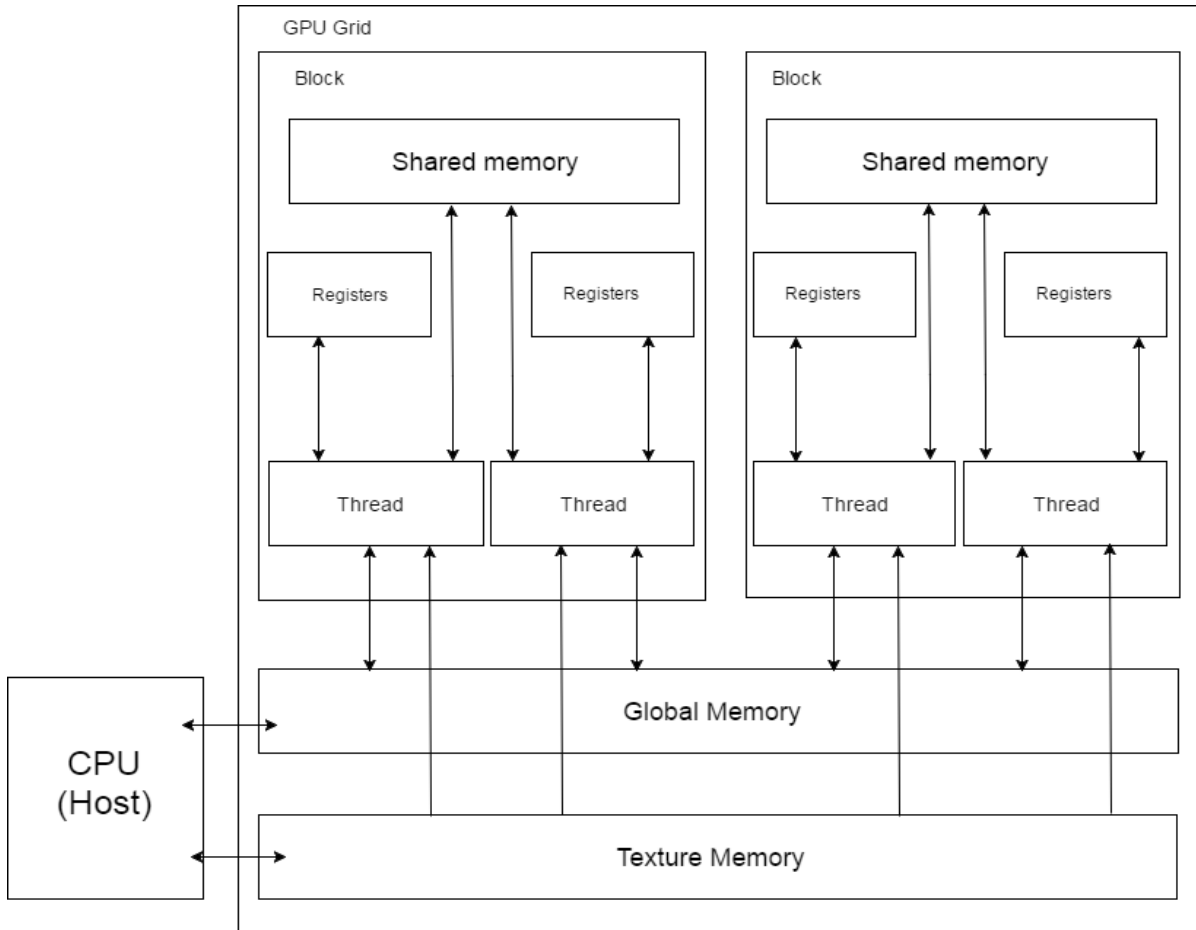 GPU Grid
Block
Block
Shared memory
Shared memory
Registers
Registers
Registers
Registers
Thread
Thread
Thread
Thread
Global Memory
CPU
(Host)
Texture Memory